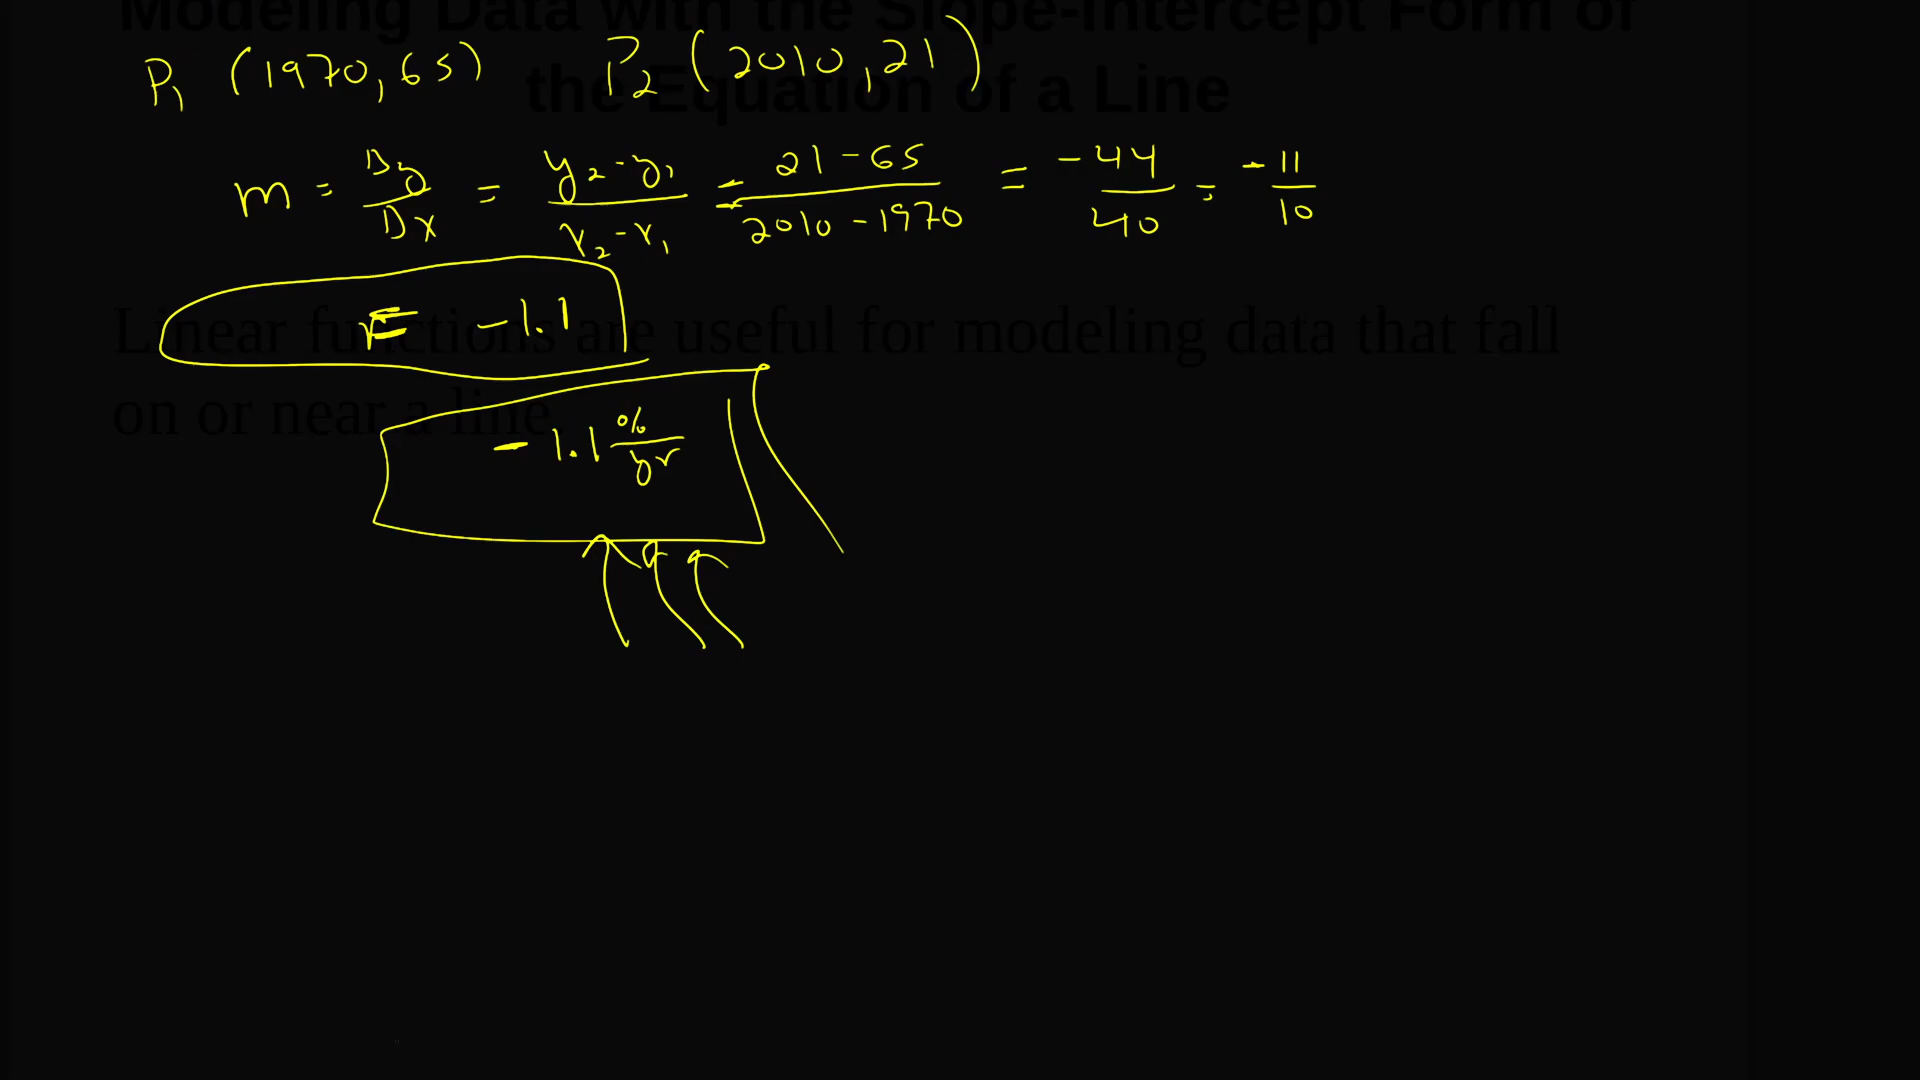 Modeling Data with the Slope-Intercept Form of
the Equation of a Line
P₁ (1970, 65) P₂ (2010, 21)
m = Dy/Dx = y₂-y₁/x₂-x₁ = 21-65/2010-1970 = -44/40 = -11/10
= -1.1
Linear functions are useful for modeling data that fall
on or near a line.
-1.1 %/yr